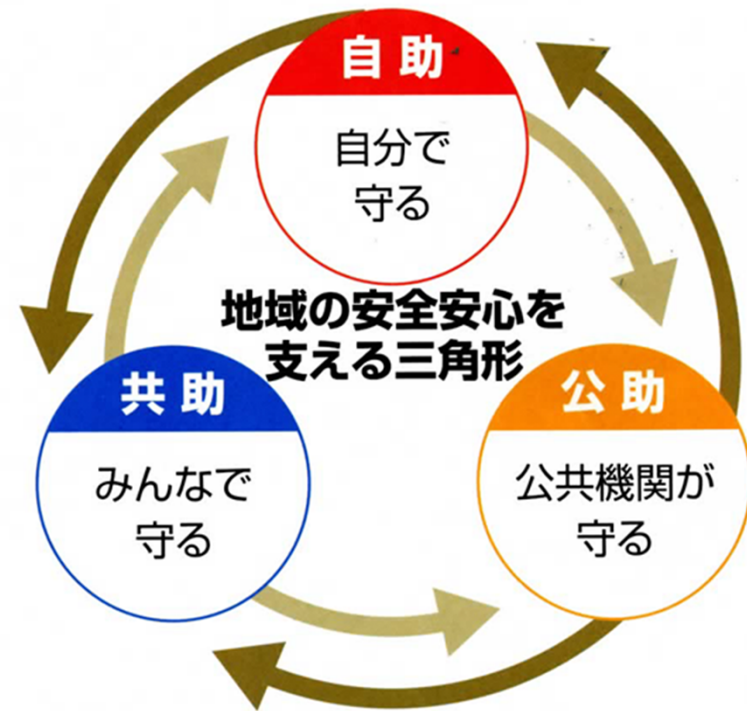 自助
自分で
守る
地域の安全安心を
支える三角形
共助
みんなで
守る
公助
公共機関が
守る